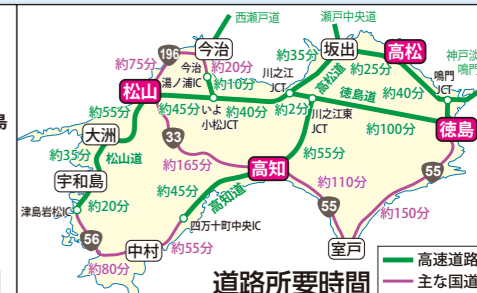 西瀬戸道
瀬戸中央道
神戸淡
鳴門
島
196
今治
約75分
今治
湯ノ浦IC
約20分
約10分
川之江
JCT
約35分
坂出
高松
約25分
高松道
約40分
鳴門
JCT
松山
約45分
いよ
小松JCT
約40分
約2分
川之江東
JCT
徳島道
約100分
徳島
約55分
大洲
33
約165分
高知
約55分
約35分
松山道
宇和島
約45分
高知道
約110分
55
55
約150分
津島岩松IC
約20分
四万十町中央IC
56
中村
約55分
約80分
室戸
道路所要時間
高速道路
主な国道